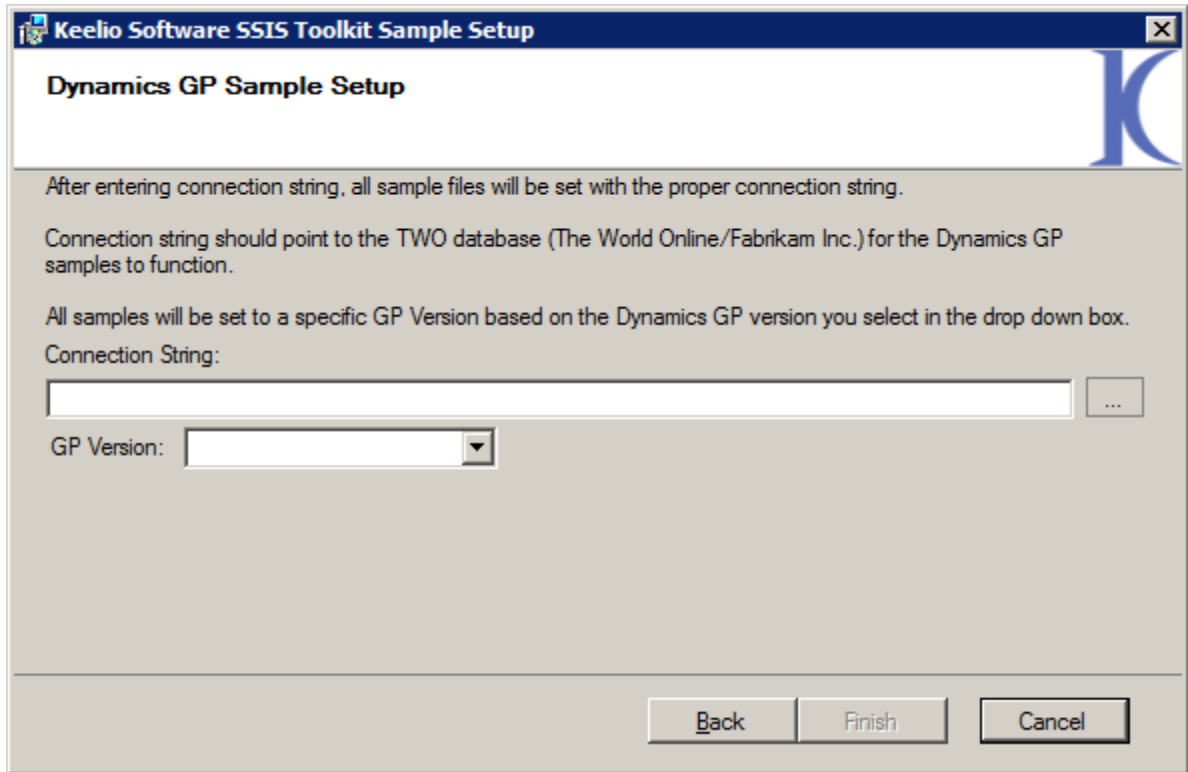 Keelio Software SSIS Toolkit Sample Setup
Dynamics GP Sample Setup
After entering connection string, all sample files will be set with the proper connection string.
Connection string should point to the TWO database (The World Online/Fabrikam Inc.) for the Dynamics GP
samples to function.
All samples will be set to a specific GP Version based on the Dynamics GP version you select in the drop down box.
Connection String:
...
GP Version:
Back
Finish
Cancel